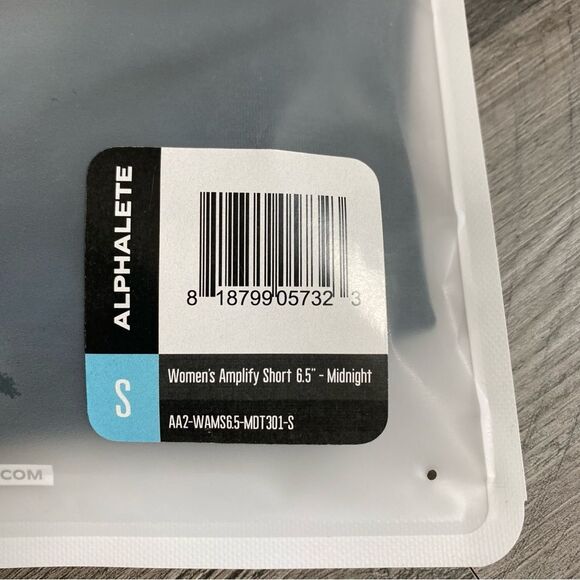 ALPHALETE
8 18799 05732 3
S
Women's Amplify Short 6.5" - Midnight
AA2-WAMS6.5-MDT301-S
.COM